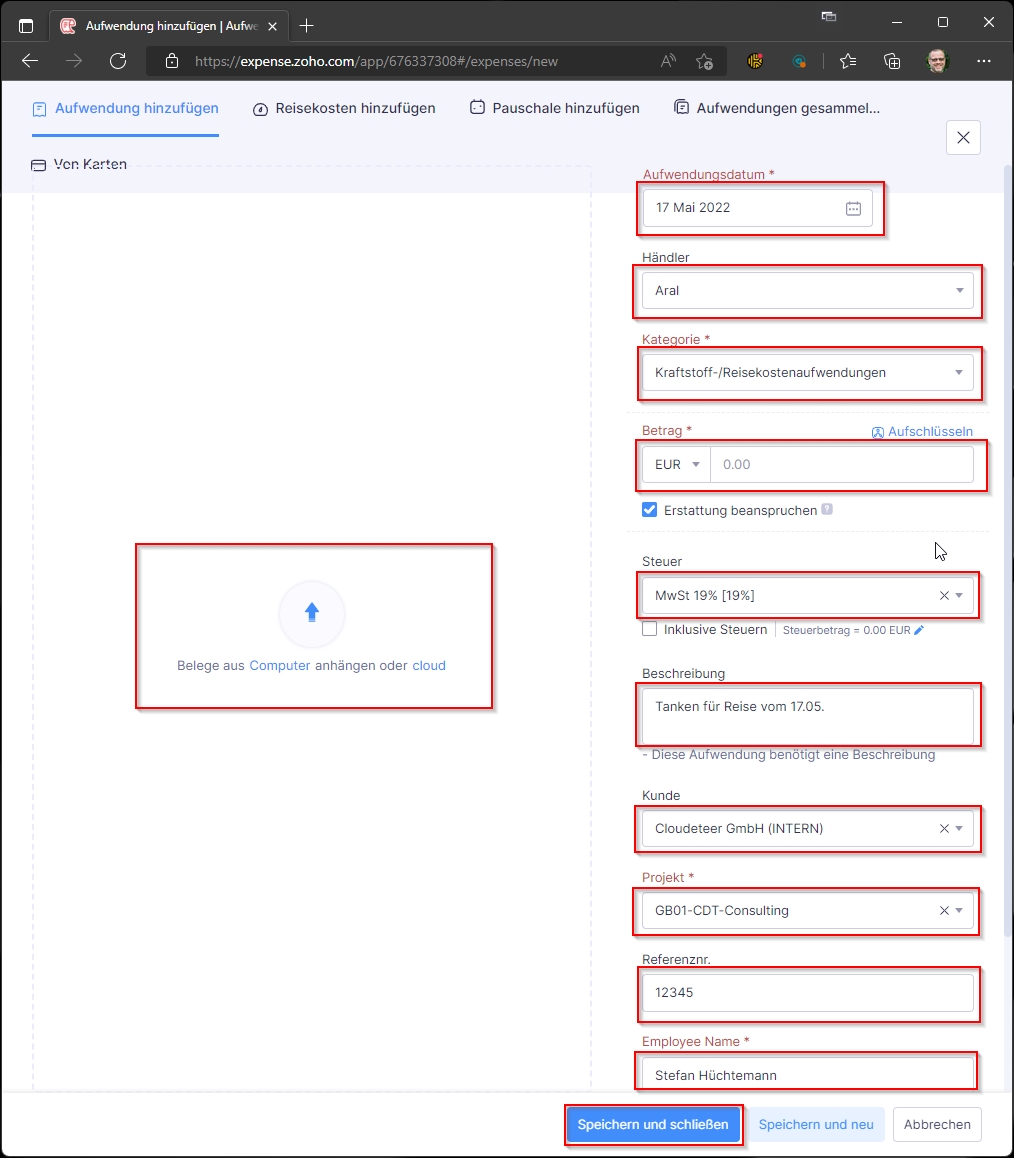 Aufwendung hinzufügen | Aufwe
https://expense.zoho.com/app/676337308#/expenses/new
Aufwendung hinzufügen
Reisekosten hinzufügen
Pauschale hinzufügen
Aufwendungen gesammel...
Von Karten
Aufwendungsdatum *
17 Mai 2022
Händler
Aral
Kategorie *
Kraftstoff-/Reisekostenaufwendungen
Betrag *
Aufschlüsseln
EUR
0.00
Erstattung beanspruchen ?
Steuer
MwSt 19% [19%]
Inklusive Steuern
Steuerbetrag = 0.00 EUR
Belege aus Computer anhängen oder cloud
Beschreibung
Tanken für Reise vom 17.05.
- Diese Aufwendung benötigt eine Beschreibung
Kunde
Cloudeteer GmbH (INTERN)
Projekt *
GB01-CDT-Consulting
Referenznr.
12345
Employee Name *
Stefan Hüchtemann
Speichern und schließen
Speichern und neu
Abbrechen